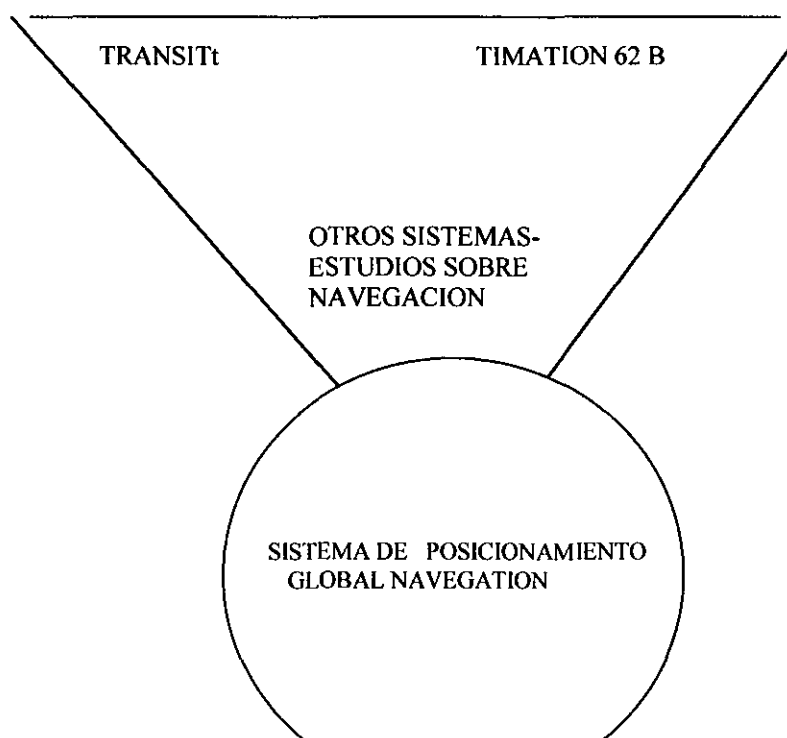 TRANSITt
TIMATION 62 B
OTROS SISTEMAS-
ESTUDIOS SOBRE
NAVEGACION
SISTEMA DE POSICIONAMIENTO
GLOBAL NAVEGATION